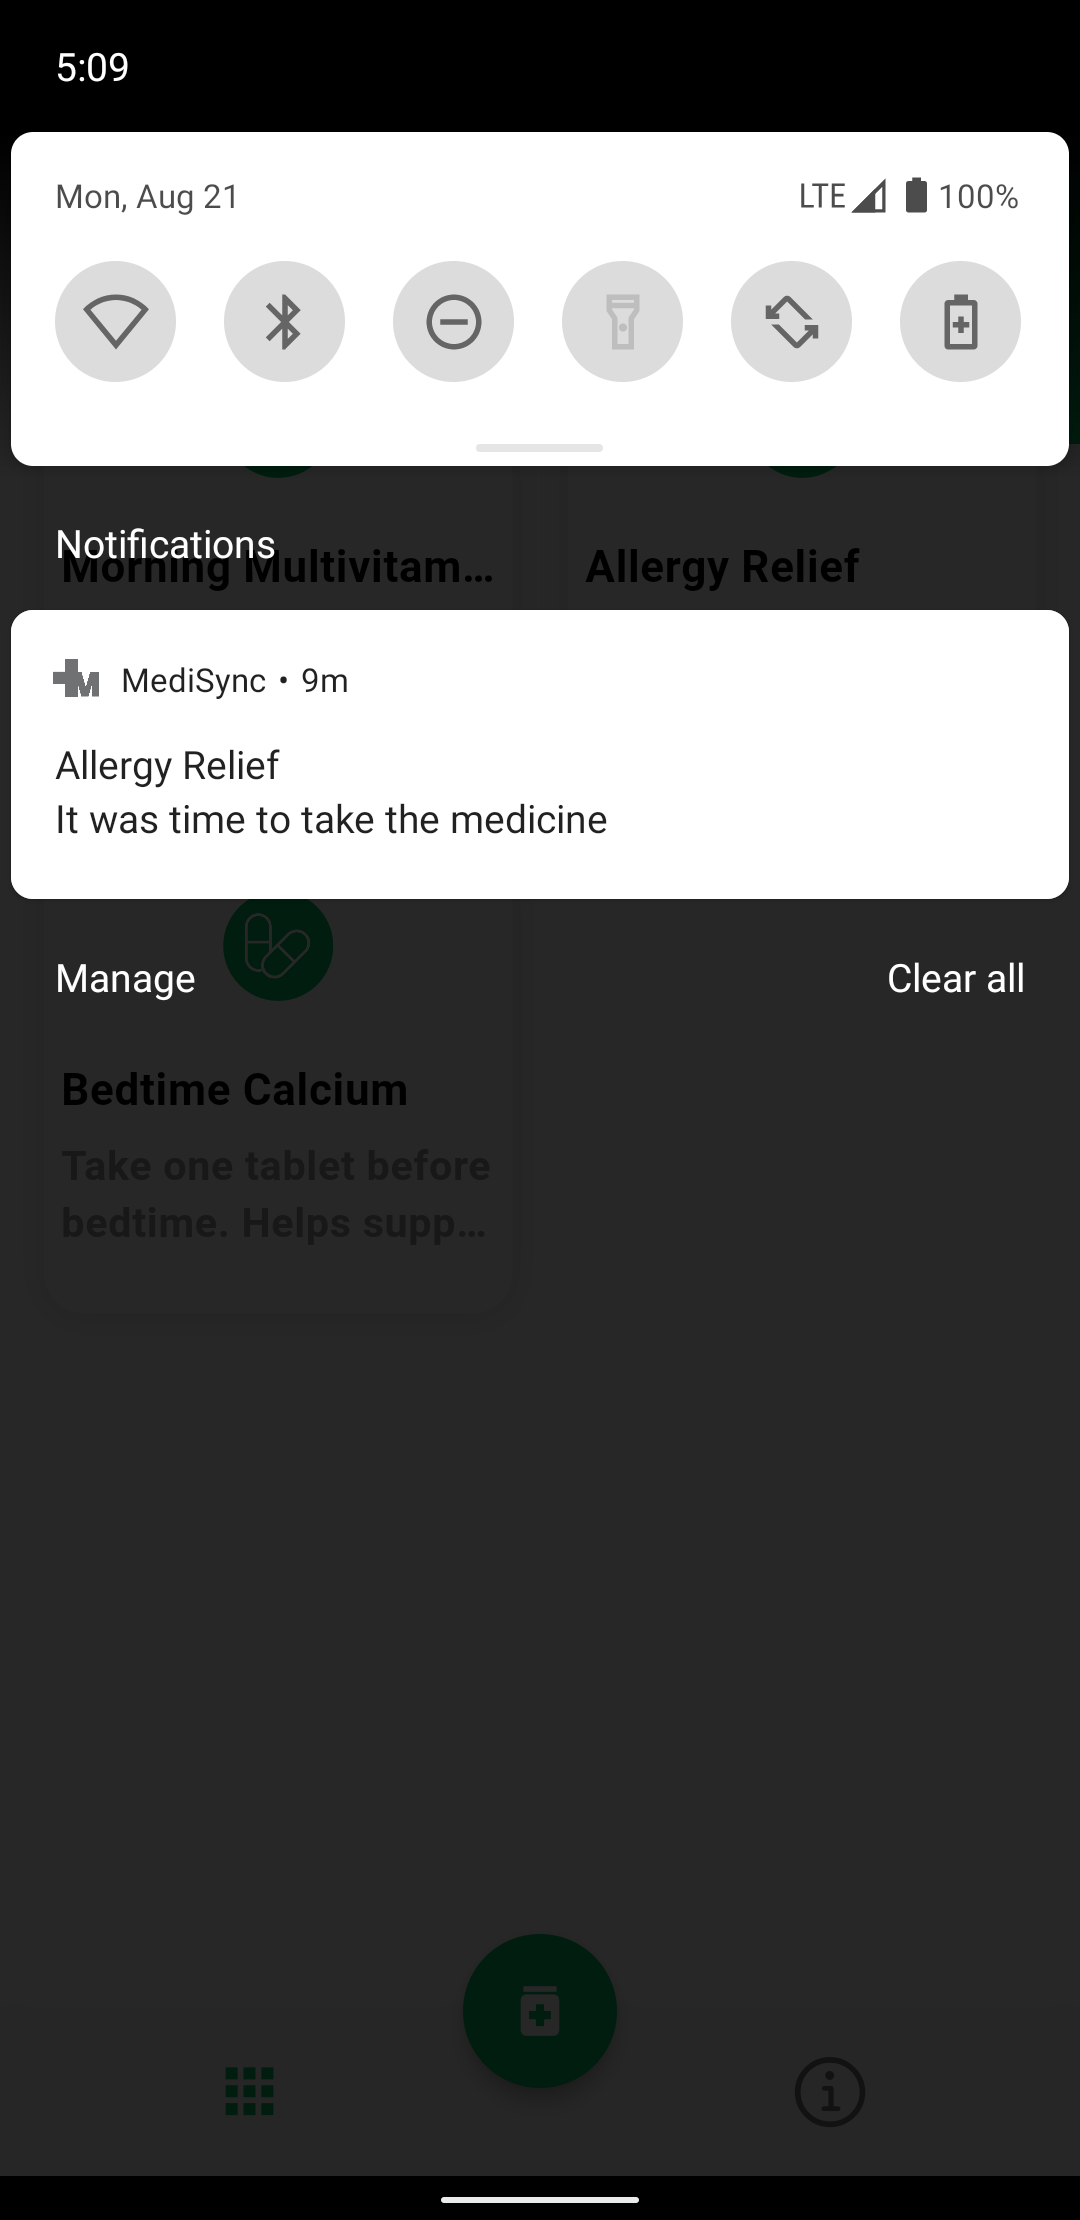 5:09
Mon, Aug 21
LTE 100%
Notifications
Morning Multivitam...
Allergy Relief
MediSync • 9m
Allergy Relief
It was time to take the medicine
Manage
Clear all
Bedtime Calcium
Take one tablet before
bedtime. Helps supp...